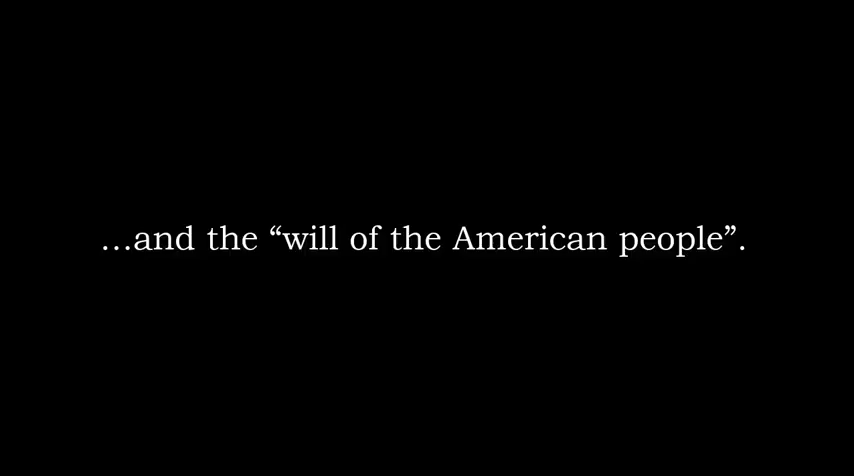 …and the “will of the American people”.